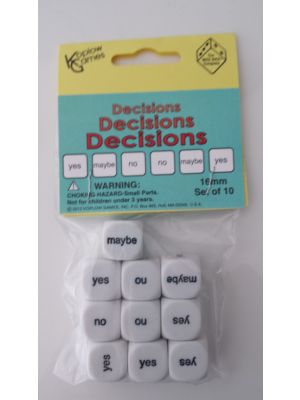 Koplow Games
Decisions
Decisions
Decisions
yes maybe no no maybe yes
WARNING:
CHOKING HAZARD-Small Parts.
Not for children under 3 years.
16mm
Set of 10
maybe
yes no maybe
no no yes
yes yes yes